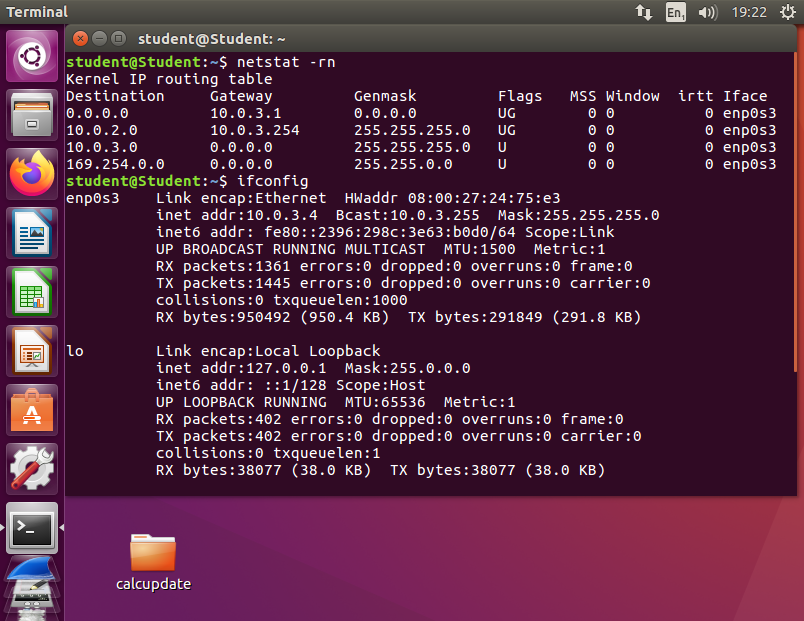 Terminal
En1
19:22
student@Student: ~
student@Student:~$ netstat -rn
Kernel IP routing table
Destination     Gateway         Genmask         Flags   MSS Window  irtt Iface
0.0.0.0         10.0.3.1        0.0.0.0         UG        0 0          0 enp0s3
10.0.2.0        10.0.3.254      255.255.255.0   UG        0 0          0 enp0s3
10.0.3.0        0.0.0.0         255.255.255.0   U         0 0          0 enp0s3
169.254.0.0     0.0.0.0         255.255.0.0     U         0 0          0 enp0s3
student@Student:~$ ifconfig
enp0s3    Link encap:Ethernet  HWaddr 08:00:27:24:75:e3
          inet addr:10.0.3.4  Bcast:10.0.3.255  Mask:255.255.255.0
          inet6 addr: fe80::2396:298c:3e63:b0d0/64 Scope:Link
          UP BROADCAST RUNNING MULTICAST  MTU:1500  Metric:1
          RX packets:1361 errors:0 dropped:0 overruns:0 frame:0
          TX packets:1445 errors:0 dropped:0 overruns:0 carrier:0
          collisions:0 txqueuelen:1000
          RX bytes:950492 (950.4 KB)  TX bytes:291849 (291.8 KB)
lo        Link encap:Local Loopback
          inet addr:127.0.0.1  Mask:255.0.0.0
          inet6 addr: ::1/128 Scope:Host
          UP LOOPBACK RUNNING  MTU:65536  Metric:1
          RX packets:402 errors:0 dropped:0 overruns:0 frame:0
          TX packets:402 errors:0 dropped:0 overruns:0 carrier:0
          collisions:0 txqueuelen:1
          RX bytes:38077 (38.0 KB)  TX bytes:38077 (38.0 KB)
calcupdate